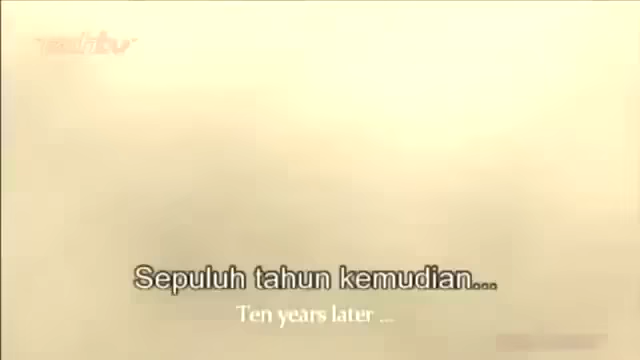 Sepuluh tahun kemudian...
Ten years later ...